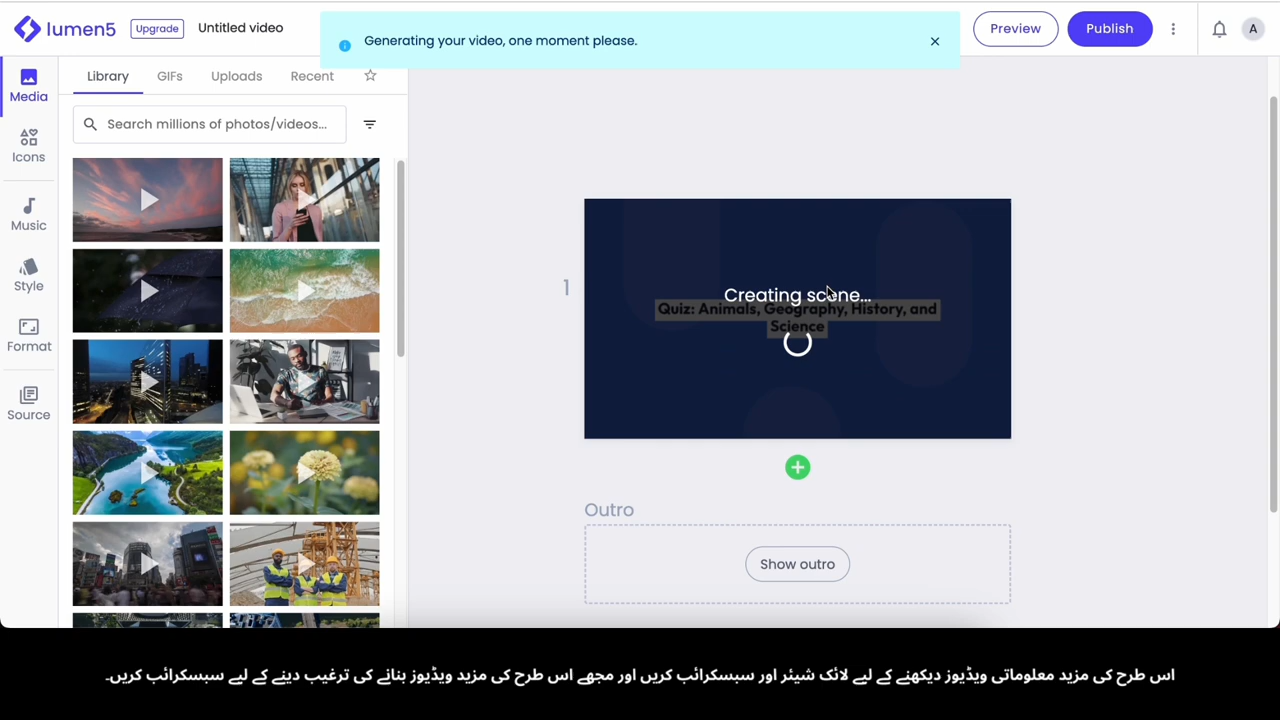 lumen5 Upgrade Untitled video
Generating your video, one moment please.
Preview Publish A
Media
Icons
Music
Style
Format
Source
Library GIFs Uploads Recent
Search millions of photos/videos...
1
Creating scene...
Quiz: Animals, Geography, History, and
Science
Outro
Show outro
اس طرح کی مزید معلوماتی ویڈیوز دیکھنے کے لیے لائک شیئر اور سبسکرائب کریں اور مجھے اس طرح کی مزید ویڈیوز بنانے کی ترغیب دینے کے لیے سبسکرائب کریں۔